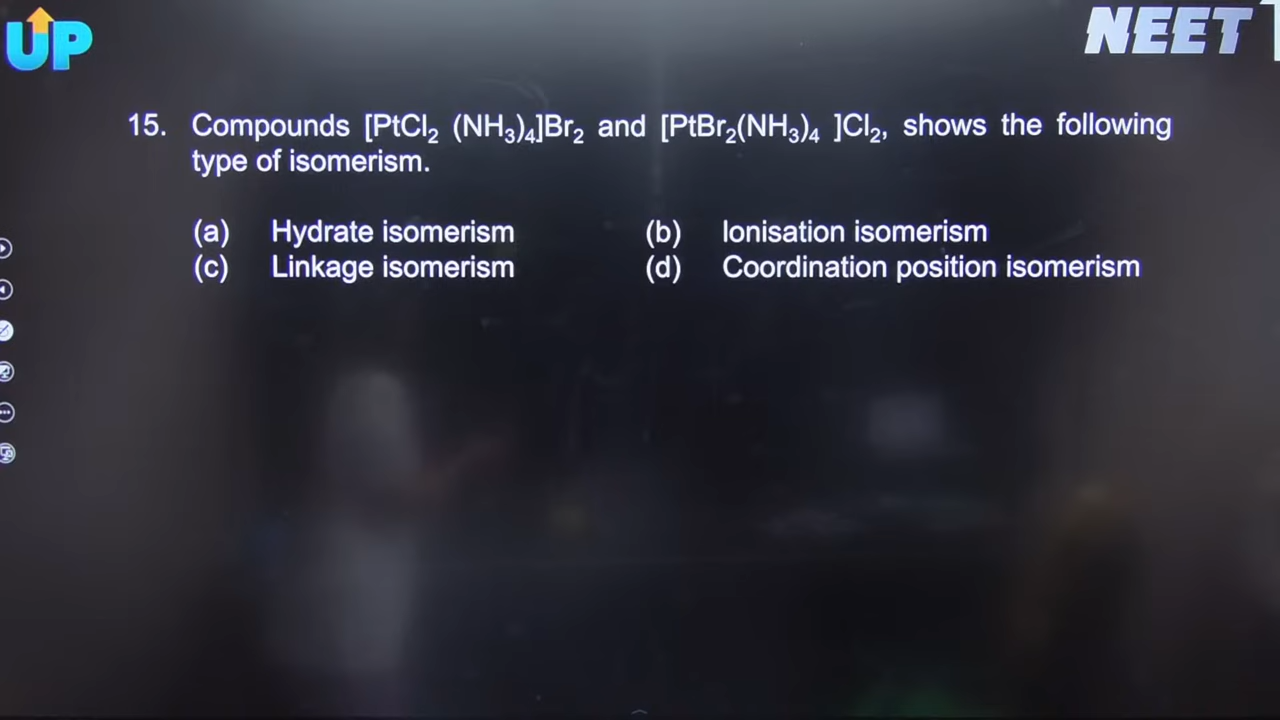 UP
NEET
15. Compounds [PtCl₂ (NH₃)₄]Br₂ and [PtBr₂(NH₃)₄ ]Cl₂, shows the following
type of isomerism.
(a) Hydrate isomerism (b) Ionisation isomerism
(c) Linkage isomerism (d) Coordination position isomerism